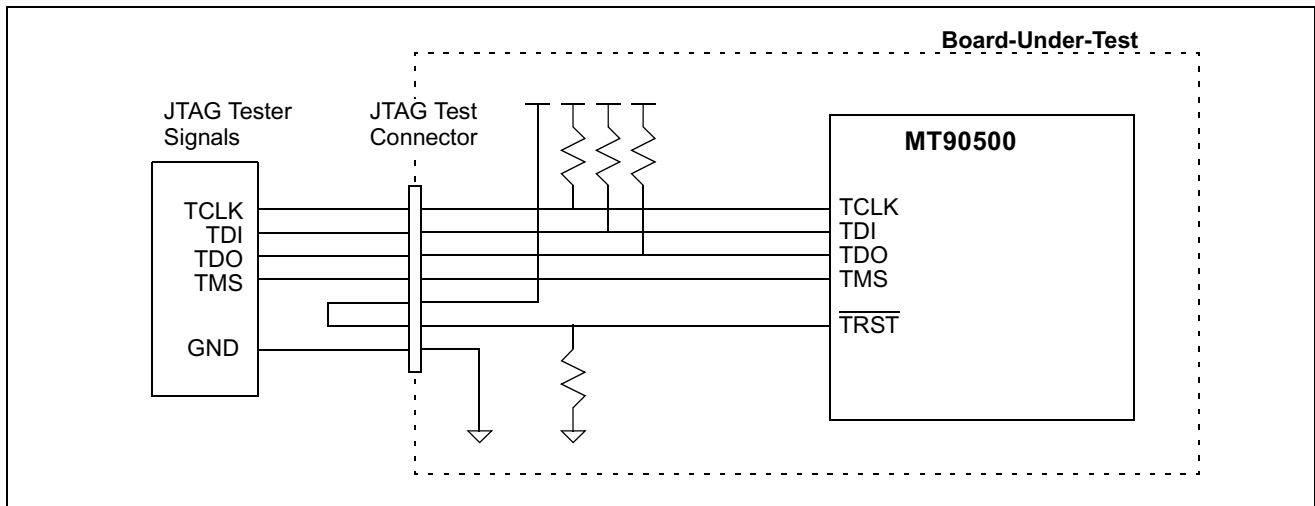 Board-Under-Test
JTAG Tester
Signals
JTAG Test
Connector
MT90500
TCLK
TDI
TDO
TMS
GND
TCLK
TDI
TDO
TMS
T̅R̅S̅T̅